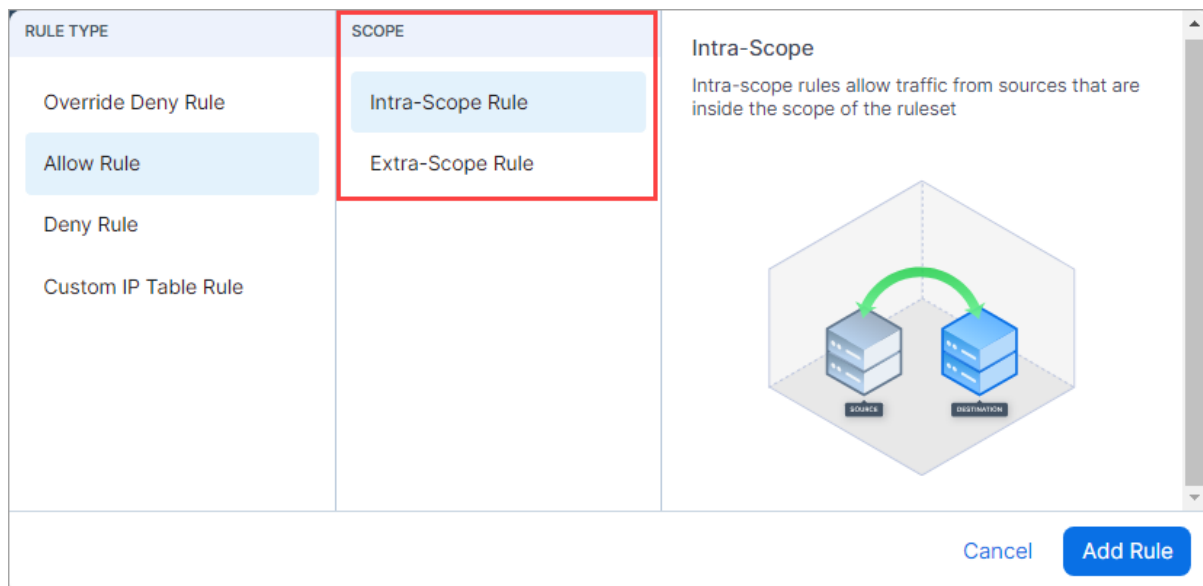 RULE TYPE
Override Deny Rule
Allow Rule
Deny Rule
Custom IP Table Rule
SCOPE
Intra-Scope Rule
Extra-Scope Rule
Intra-Scope
Intra-scope rules allow traffic from sources that are
inside the scope of the ruleset
SOURCE
DESTINATION
Cancel
Add Rule